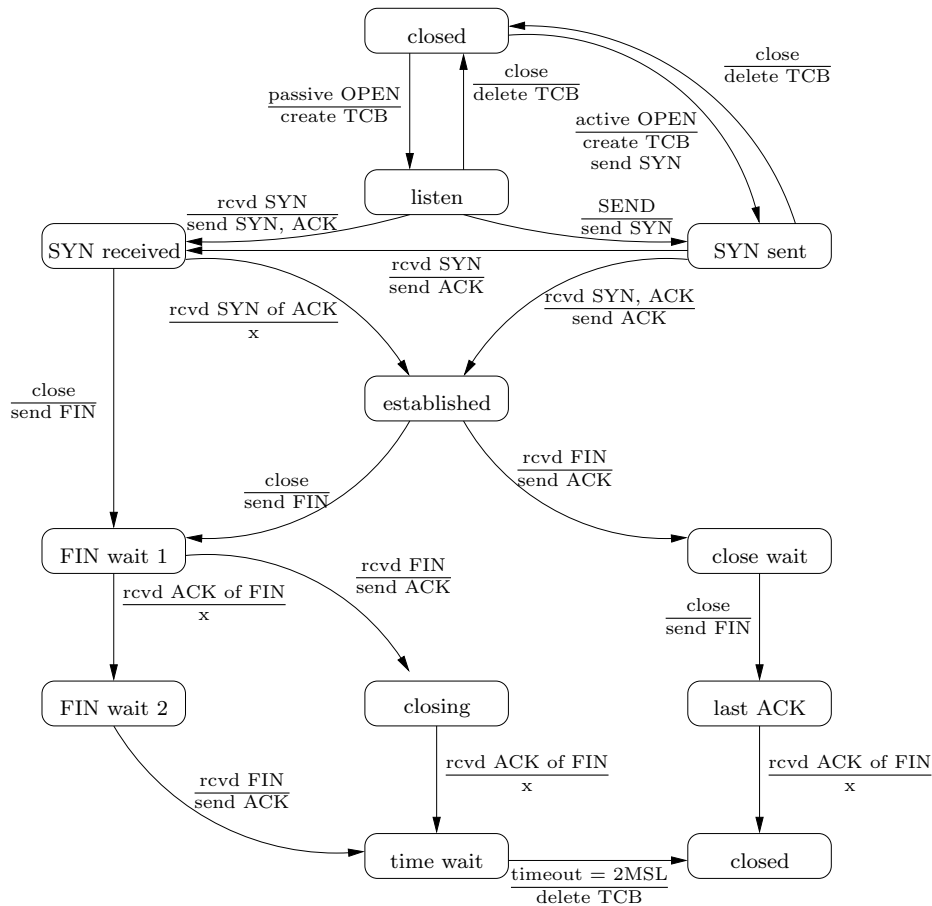 closed
close
delete TCB
passive OPEN
create TCB
close
delete TCB
active OPEN
create TCB
send SYN
listen
rcvd SYN
send SYN, ACK
SEND
send SYN
SYN received
SYN sent
rcvd SYN
send ACK
rcvd SYN of ACK
x
rcvd SYN, ACK
send ACK
established
close
send FIN
close
send FIN
rcvd FIN
send ACK
FIN wait 1
close wait
rcvd ACK of FIN
x
rcvd FIN
send ACK
close
send FIN
FIN wait 2
closing
last ACK
rcvd FIN
send ACK
rcvd ACK of FIN
x
rcvd ACK of FIN
x
time wait
closed
timeout = 2MSL
delete TCB